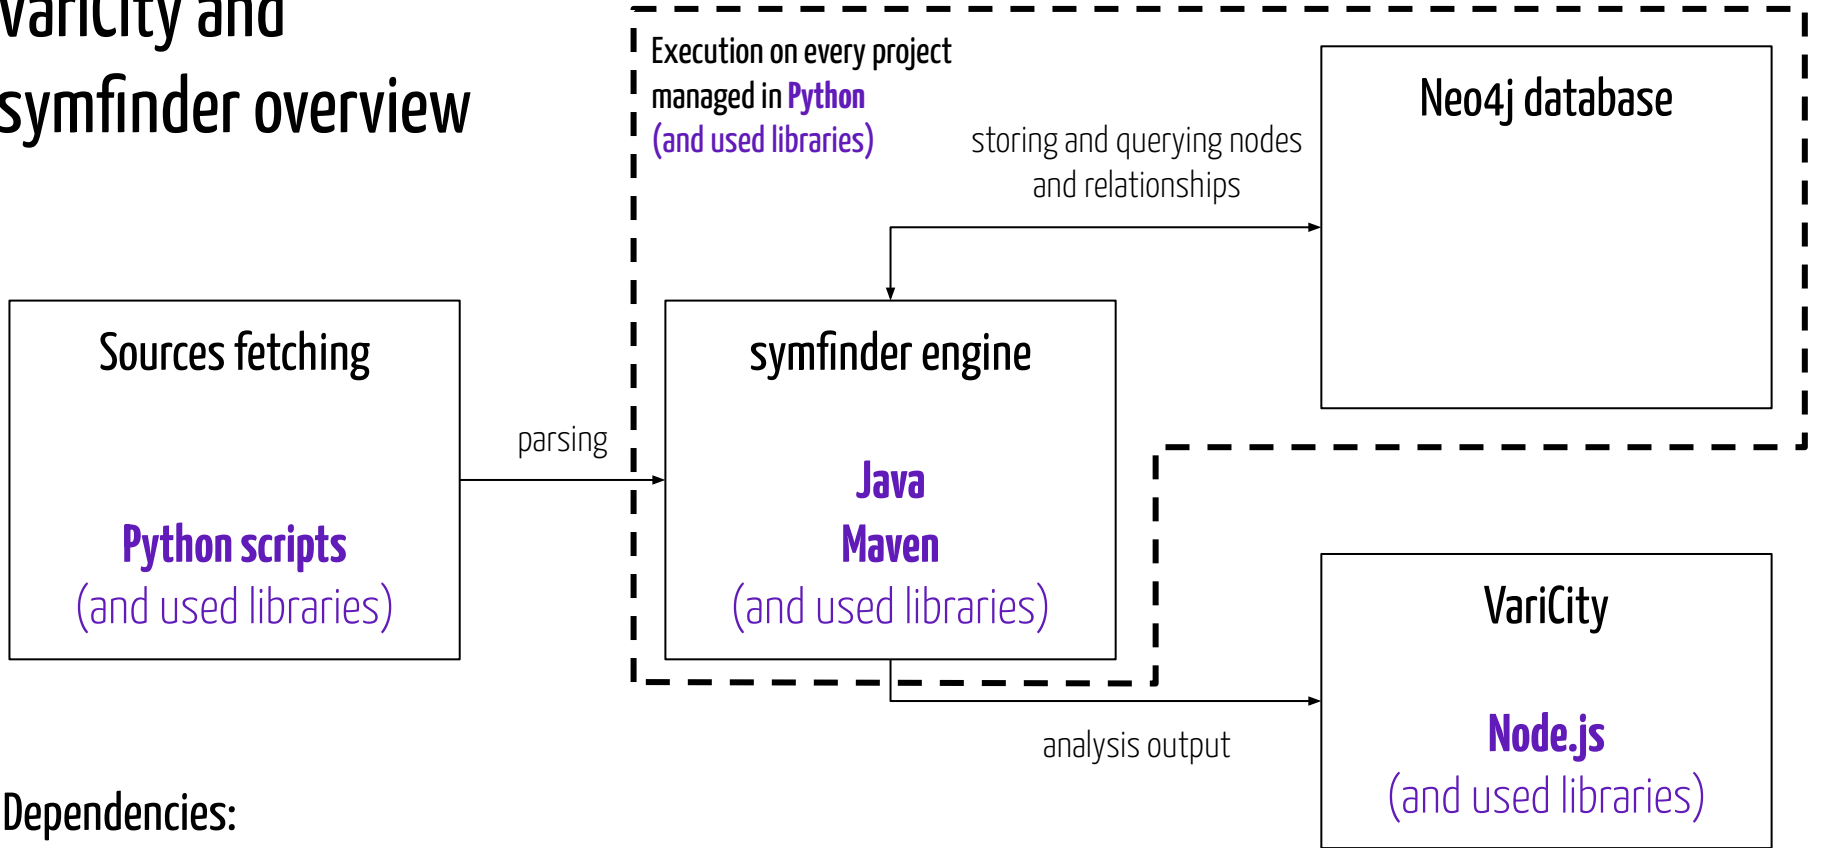 VariCity and
symfinder overview
Execution on every project
managed in Python
(and used libraries)
storing and querying nodes
and relationships
Neo4j database
Sources fetching
Python scripts
(and used libraries)
parsing
symfinder engine
Java
Maven
(and used libraries)
analysis output
VariCity
Node.js
(and used libraries)
Dependencies: